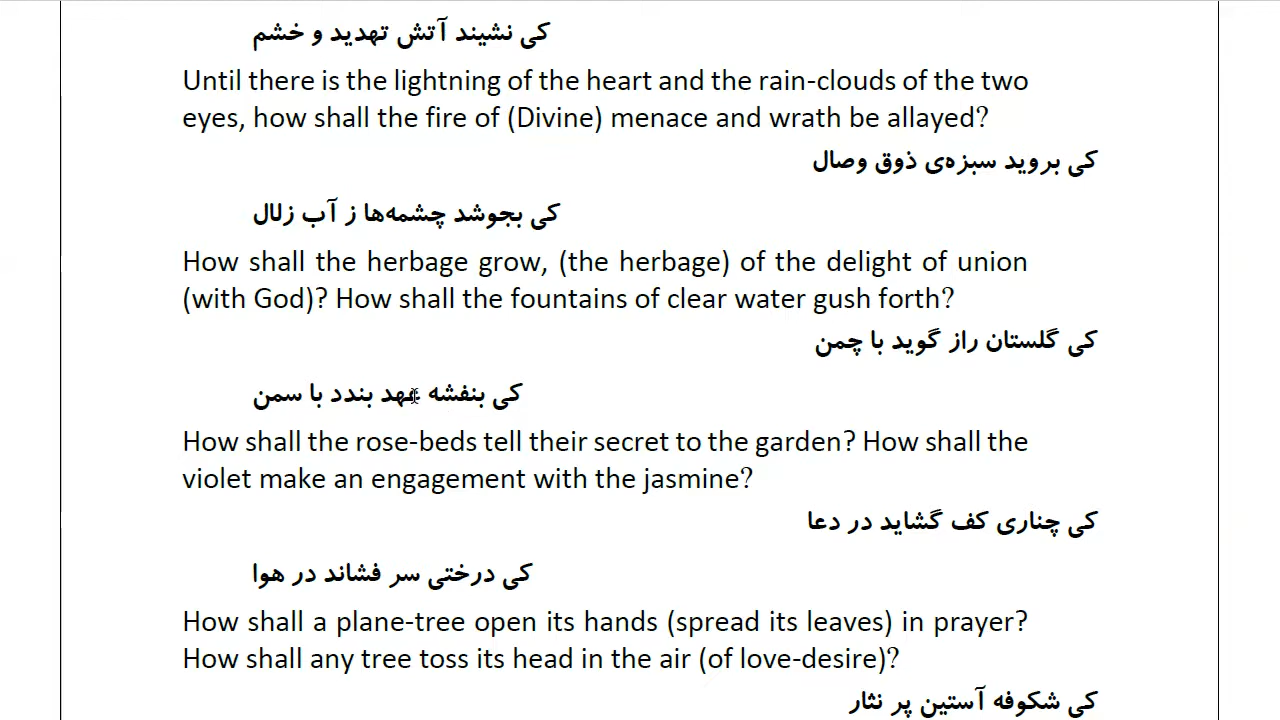 کی نشیند آتش تهدید و خشم
Until there is the lightning of the heart and the rain-clouds of the two
eyes, how shall the fire of (Divine) menace and wrath be allayed?
کی بروید سبزه‌ی ذوق وصال
کی بجوشد چشمه‌ها ز آب زلال
How shall the herbage grow, (the herbage) of the delight of union
(with God)? How shall the fountains of clear water gush forth?
کی گلستان راز گوید با چمن
کی بنفشه عهد بندد با سمن
How shall the rose-beds tell their secret to the garden? How shall the
violet make an engagement with the jasmine?
کی چناری کف گشاید در دعا
کی درختی سر فشاند در هوا
How shall a plane-tree open its hands (spread its leaves) in prayer?
How shall any tree toss its head in the air (of love-desire)?
کی شکوفه آستین پر نثار